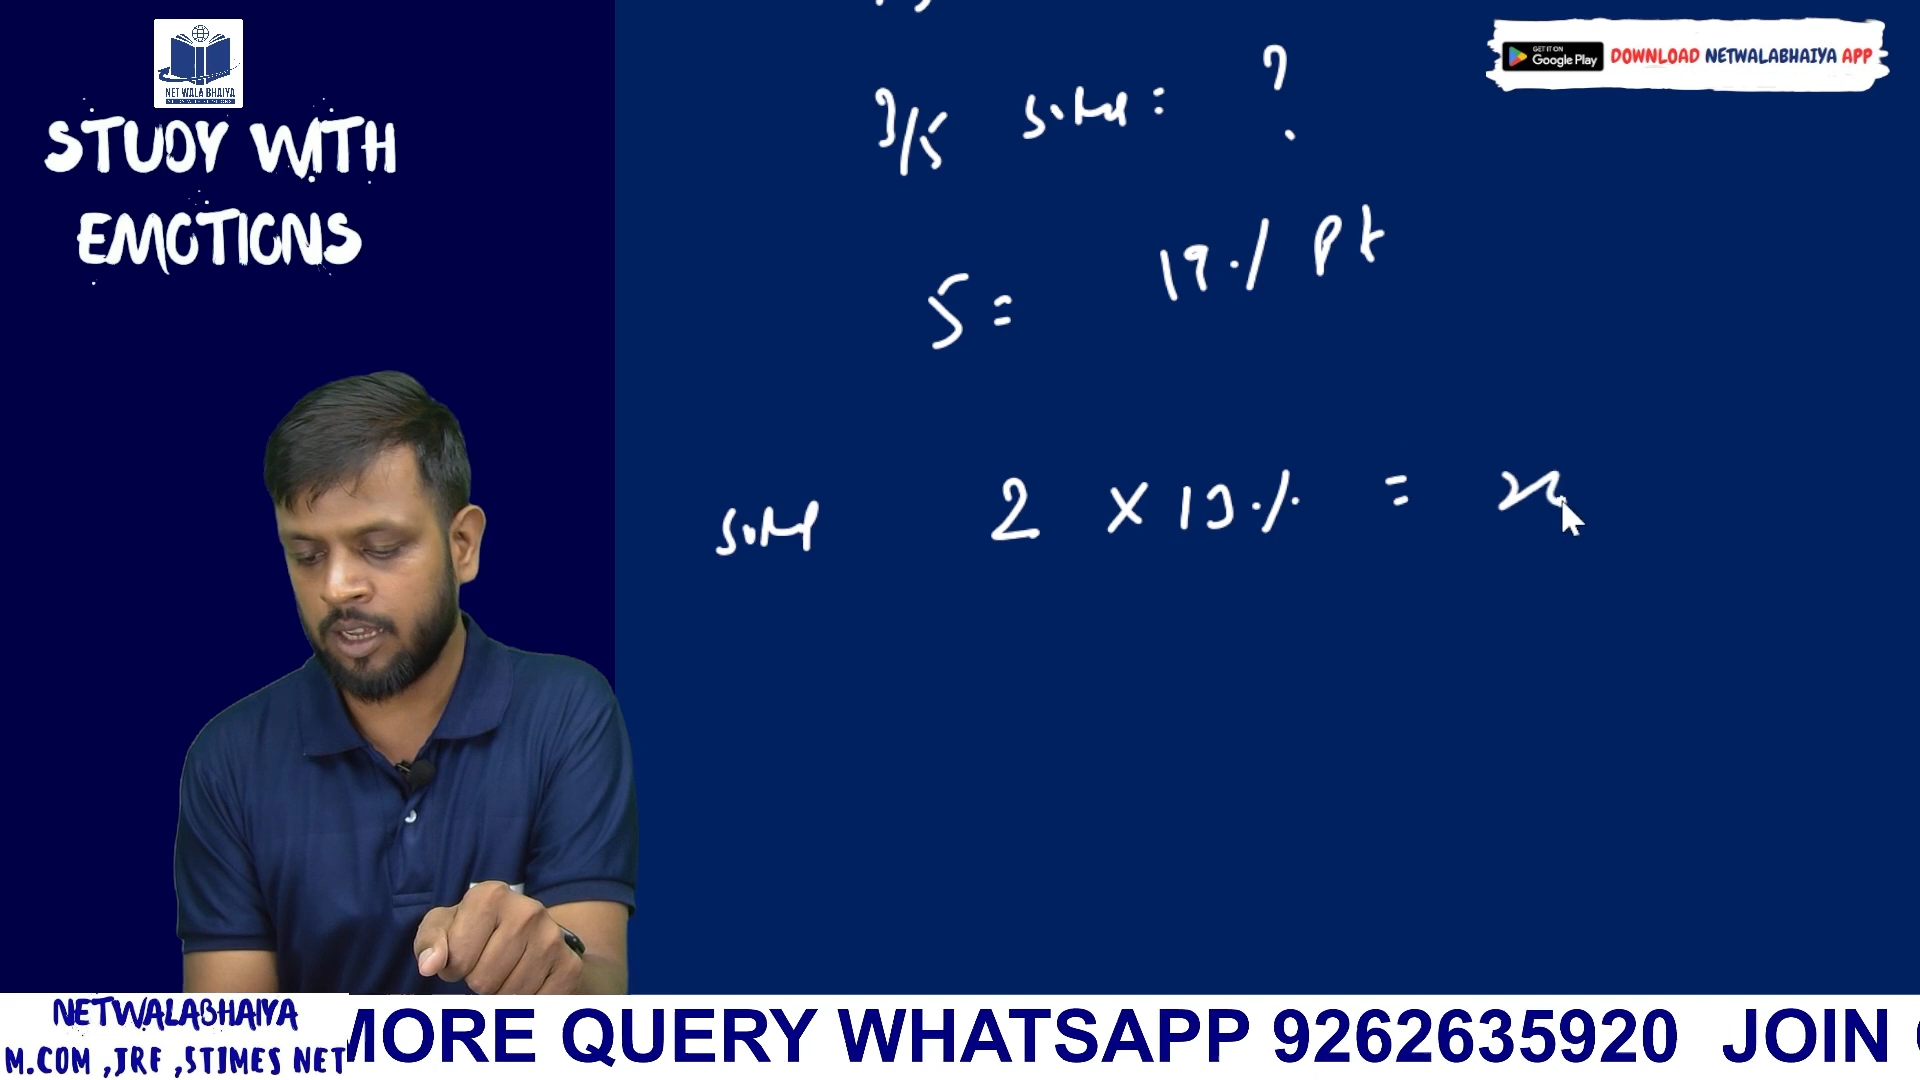 NET WALA BHAIYA
STUDY WITH
EMOTIONS
GET IT ON
Google Play
DOWNLOAD NETWALABHAIYA APP
?
5 =
19% Pt
2 × 19% =
NETWALABHAIYA
M.COM ,JRF ,5TIMES NET
MORE QUERY WHATSAPP 9262635920 JOIN